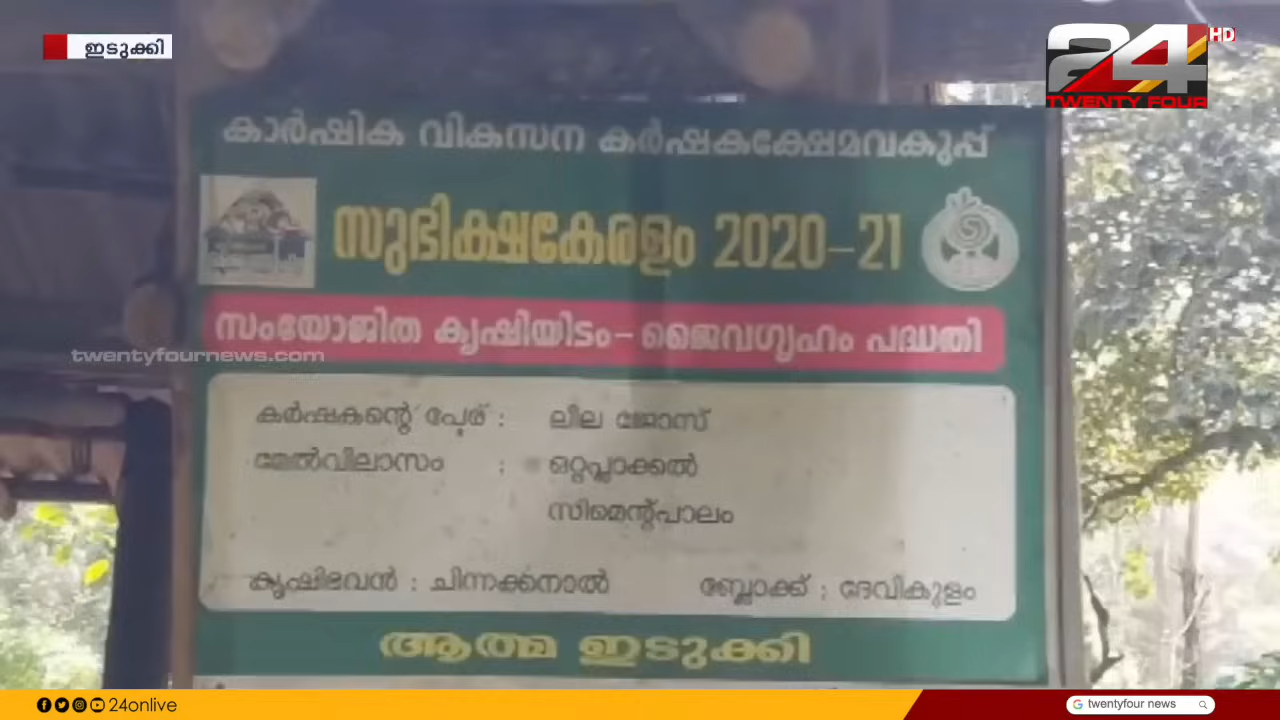 ഇടുക്കി
24 HD
TWENTY FOUR
കാർഷിക വികസന കർഷകക്ഷേമവകുപ്പ്
സുഭിക്ഷകേരളം 2020-21
സംയോജിത കൃഷിയിടം - ജൈവഗൃഹം പദ്ധതി
twentyfournews.com
കർഷകന്റെ പേര് : ലീല ജോസ്
മേൽവിലാസം : ഒറ്റപ്ലാക്കൽ
സിമെന്റ്പാലം
കൃഷിഭവൻ : ചിന്നക്കനാൽ ബ്ലോക്ക് : ദേവികുളം
ആത്മ ഇടുക്കി
24onlive
twentyfour news